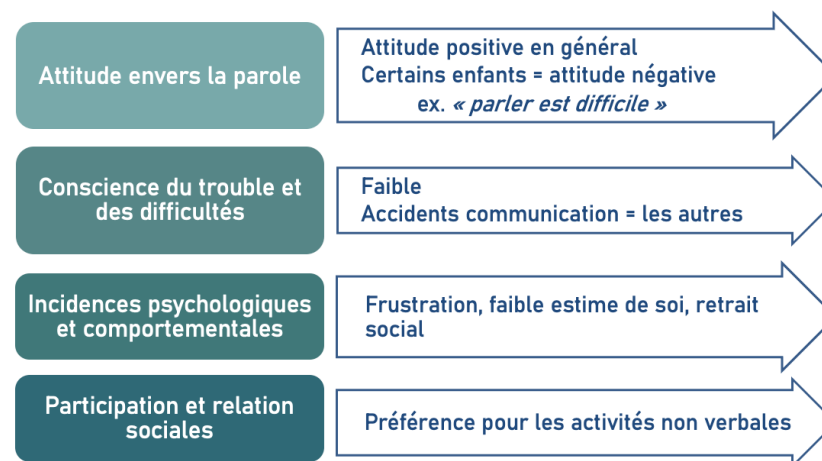 Attitude envers la parole
Attitude positive en général
Certains enfants = attitude négative
ex. « parler est difficile »
Conscience du trouble et
des difficultés
Faible
Accidents communication = les autres
Incidences psychologiques
et comportementales
Frustration, faible estime de soi, retrait
social
Participation et relation
sociales
Préférence pour les activités non verbales